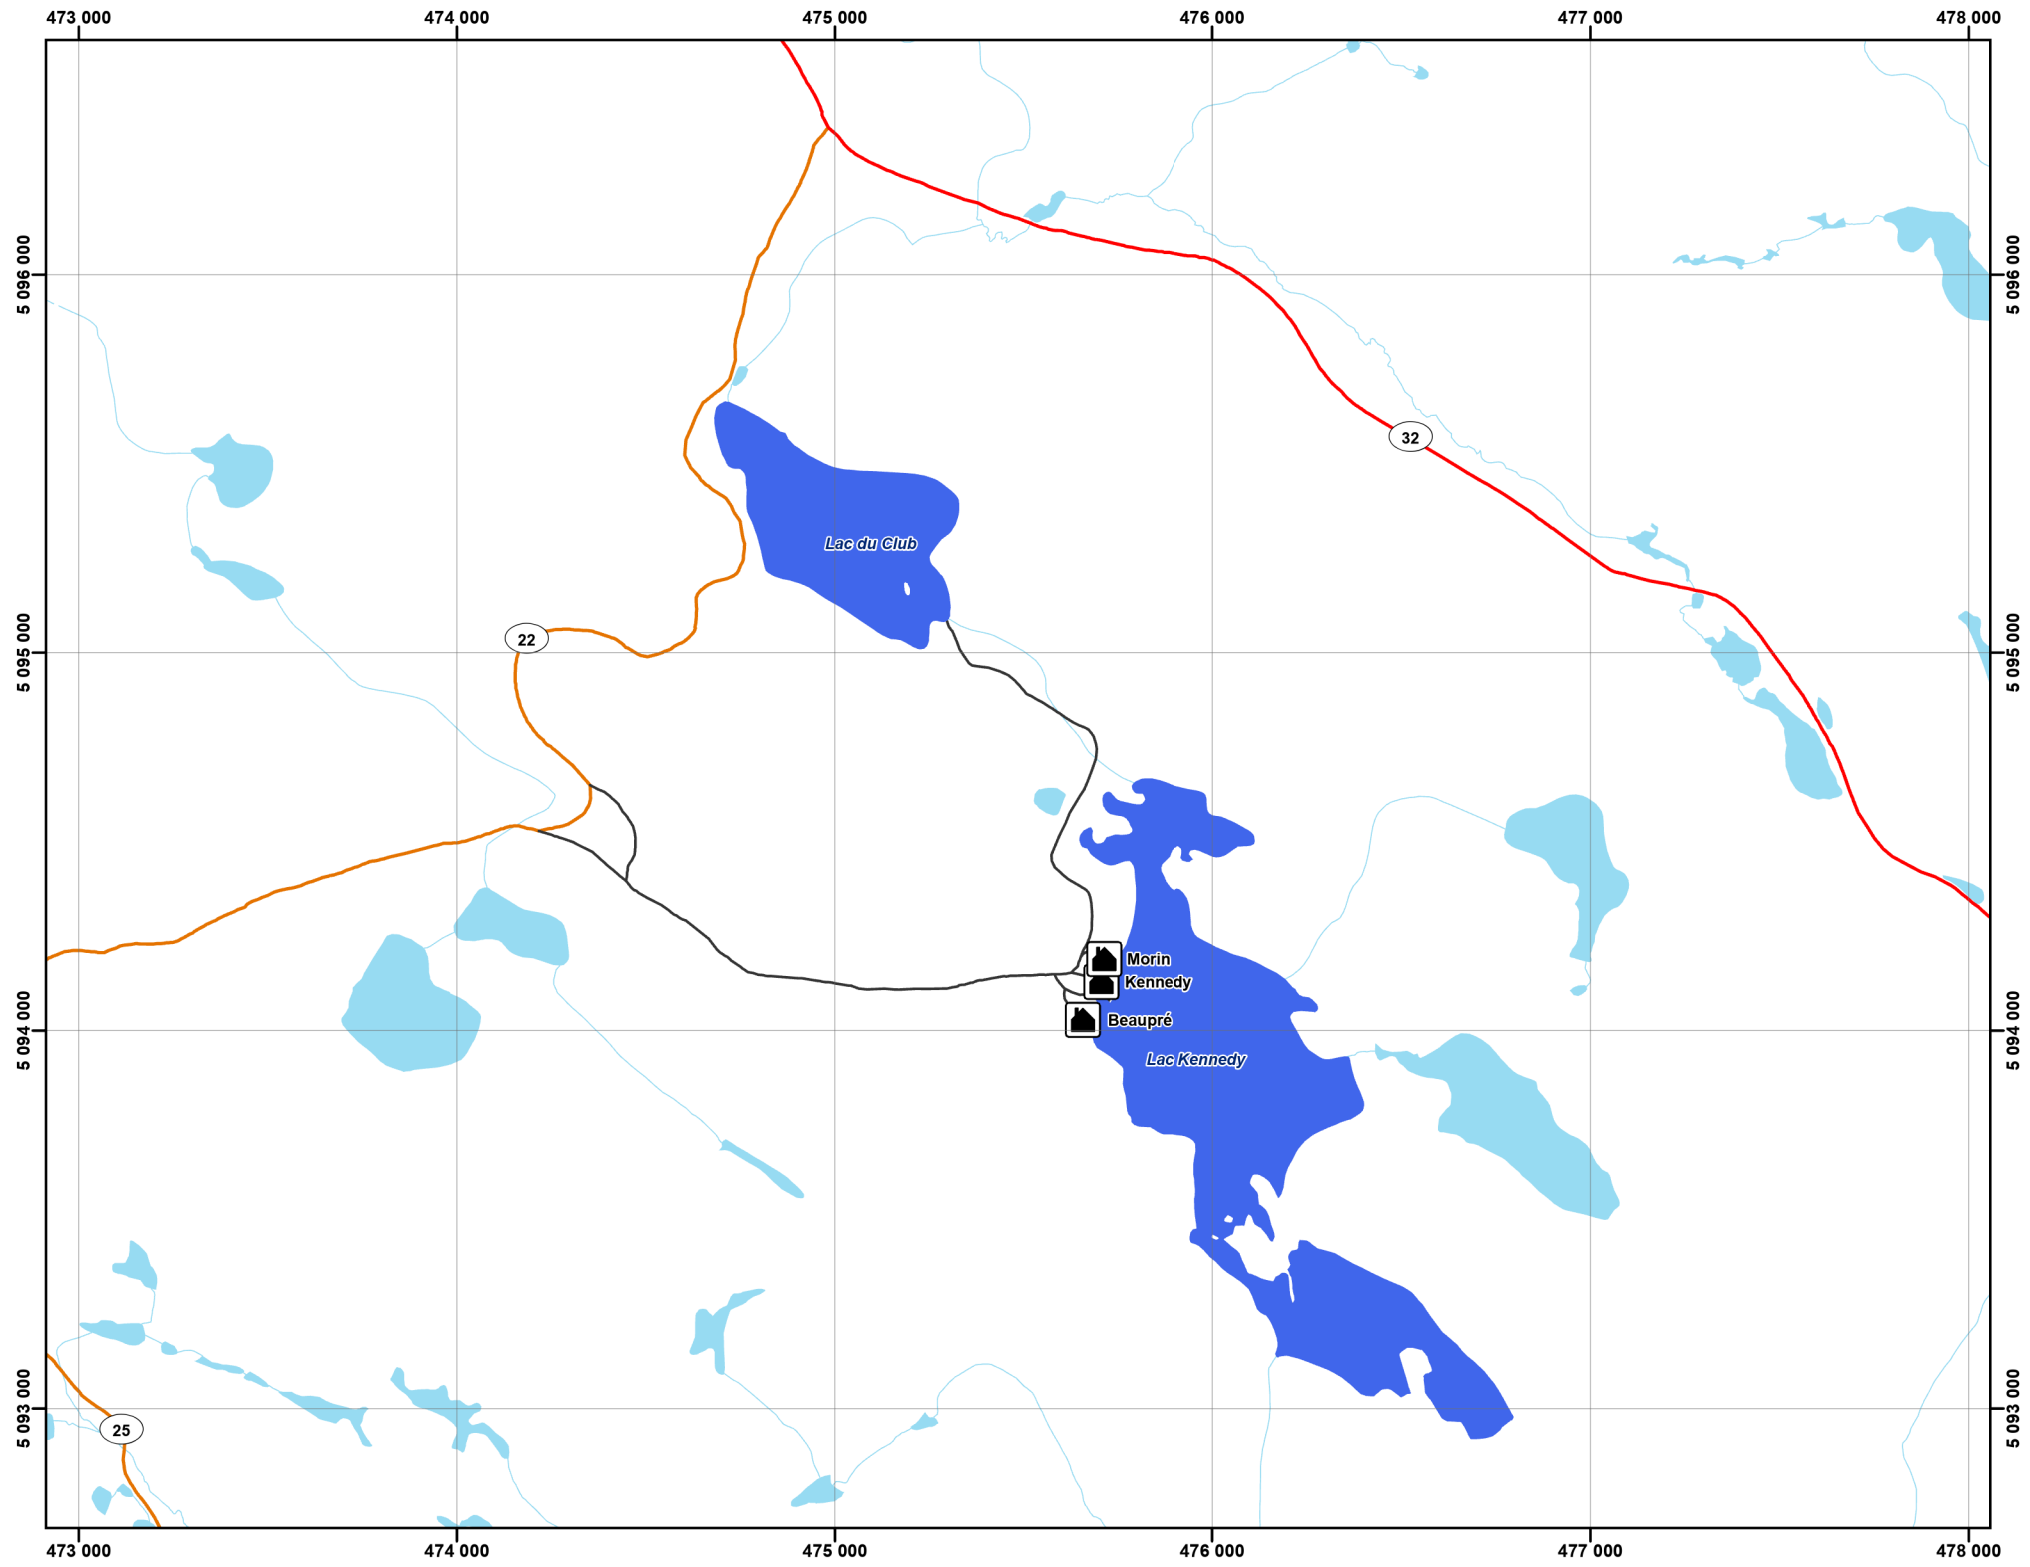 473 000 474 000 475 000 476 000 477 000 478 000
5 096 000 5 096 000
32
Lac du Club
22
5 095 000 5 095 000
Morin
Kennedy
Beaupré
5 094 000 5 094 000
Lac Kennedy
5 093 000 5 093 000
25
473 000 474 000 475 000 476 000 477 000 478 000